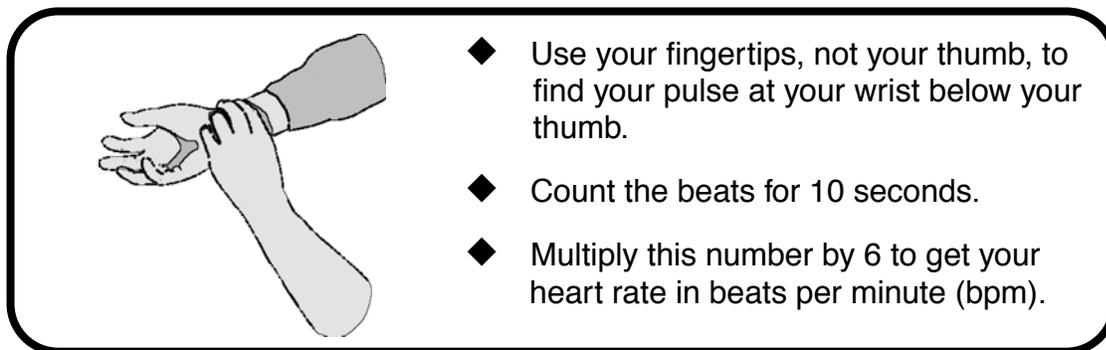 ◆ Use your fingertips, not your thumb, to
find your pulse at your wrist below your
thumb.
◆ Count the beats for 10 seconds.
◆ Multiply this number by 6 to get your
heart rate in beats per minute (bpm).